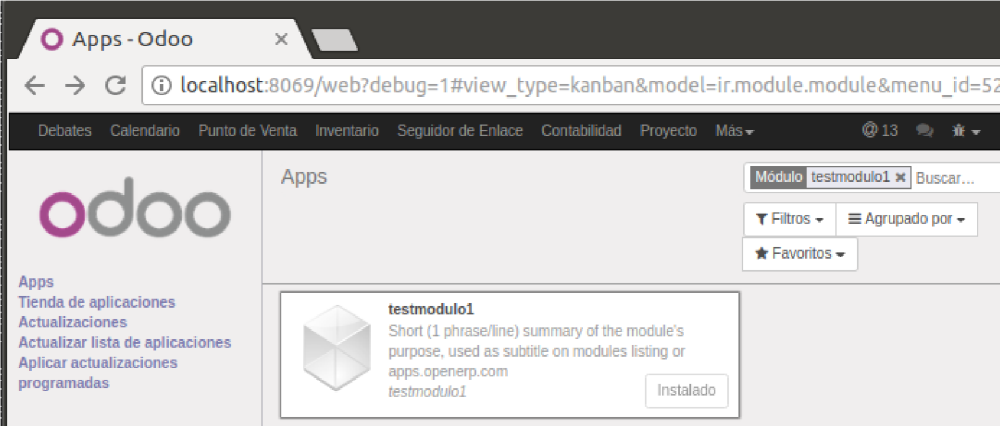 Apps - Odoo
localhost:8069/web?debug=1#view_type=kanban&model=ir.module.module&menu_id=52
Debates Calendario Punto de Venta Inventario Seguidor de Enlace Contabilidad Proyecto Más @ 13
odoo
Apps
Módulo testmodulo1 Buscar...
Filtros Agrupado por
Favoritos
Apps
Tienda de aplicaciones
Actualizaciones
Actualizar lista de aplicaciones
Aplicar actualizaciones
programadas
testmodulo1
Short (1 phrase/line) summary of the module's
purpose, used as subtitle on modules listing or
apps.openerp.com
testmodulo1
Instalado